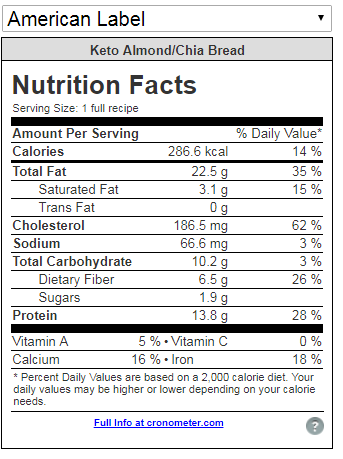 American Label
Keto Almond/Chia Bread
Nutrition Facts
Serving Size: 1 full recipe
Amount Per Serving % Daily Value*
Calories 286.6 kcal 14 %
Total Fat 22.5 g 35 %
Saturated Fat 3.1 g 15 %
Trans Fat 0 g
Cholesterol 186.5 mg 62 %
Sodium 66.6 mg 3 %
Total Carbohydrate 10.2 g 3 %
Dietary Fiber 6.5 g 26 %
Sugars 1.9 g
Protein 13.8 g 28 %
Vitamin A 5 % • Vitamin C 0 %
Calcium 16 % • Iron 18 %
* Percent Daily Values are based on a 2,000 calorie diet. Your
daily values may be higher or lower depending on your calorie
needs.
Full Info at cronometer.com
?